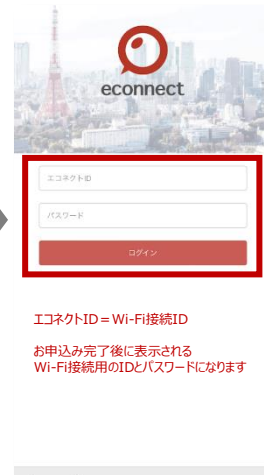 econnect
エコネクトID
パスワード
ログイン
エコネクトID＝Wi-Fi接続ID
お申込み完了後に表示される
Wi-Fi接続用のIDとパスワードになります